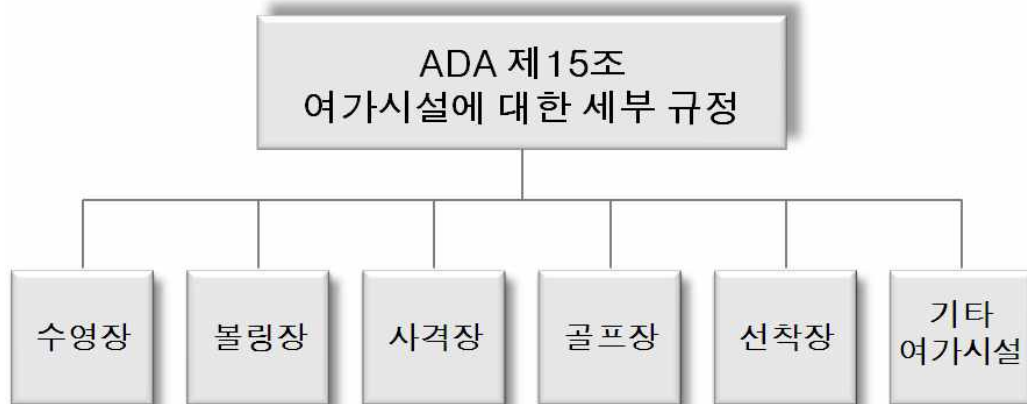 ADA 제15조
여가시설에 대한 세부 규정
수영장
볼링장
사격장
골프장
선착장
기타
여가시설